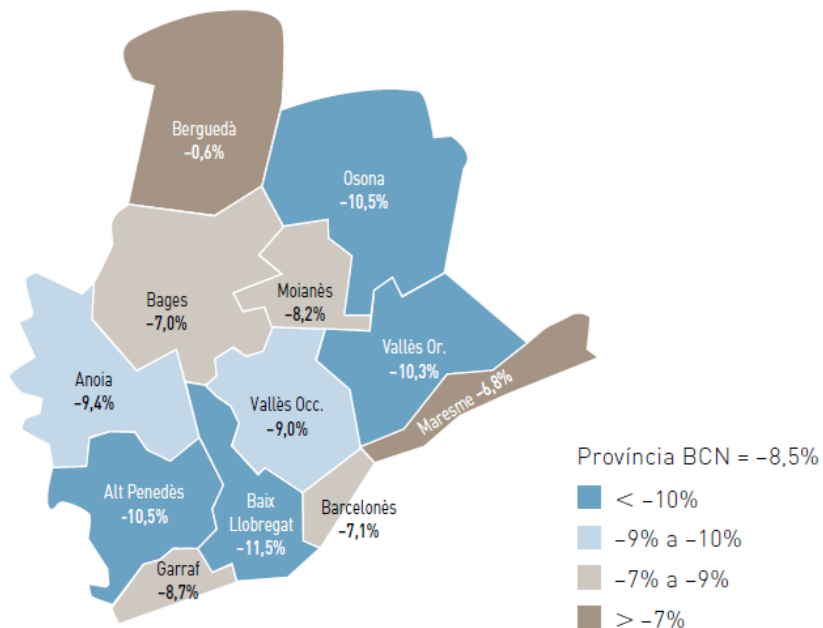 Berguedà
–0,6%
Osona
–10,5%
Bages
–7,0%
Moianès
–8,2%
Vallès Or.
–10,3%
Maresme –6,8%
Anoia
–9,4%
Vallès Occ.
–9,0%
Alt Penedès
–10,5%
Baix
Llobregat
–11,5%
Barcelonès
–7,1%
Garraf
–8,7%
Província BCN = –8,5%
< –10%
–9% a –10%
–7% a –9%
> –7%